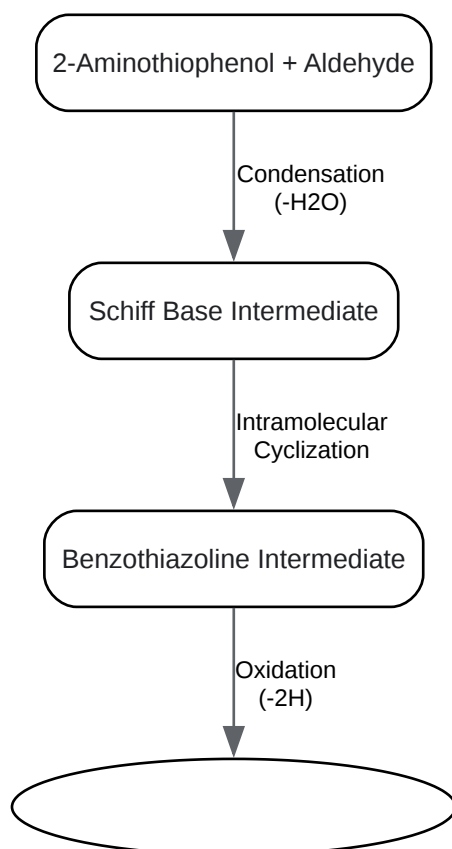 2-Aminothiophenol + Aldehyde
Condensation
(-H2O)
Schiff Base Intermediate
Intramolecular
Cyclization
Benzothiazoline Intermediate
Oxidation
(-2H)